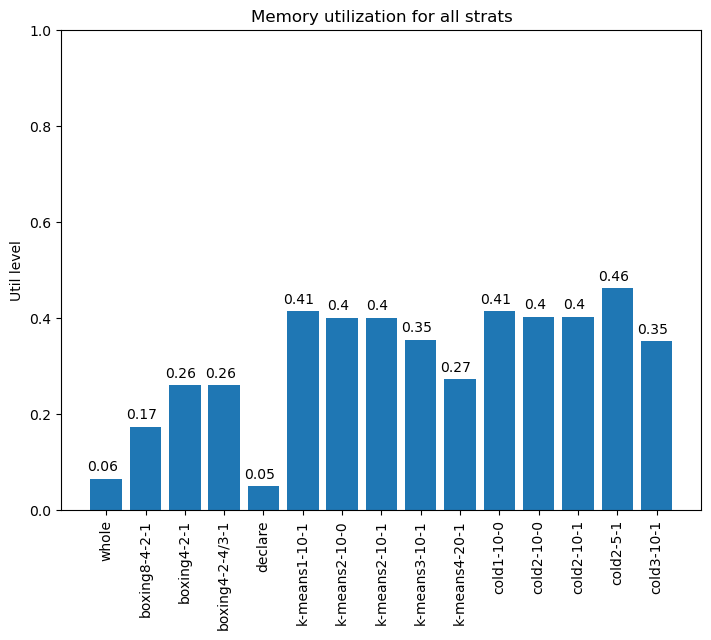 Memory utilization for all strats
1.0
0.8
0.6
0.4
0.2
0.0
Util level
0.06
0.17
0.26
0.26
0.05
0.41
0.4
0.4
0.35
0.27
0.41
0.4
0.4
0.46
0.35
whole
boxing8-4-2-1
boxing4-2-1
boxing4-2-4/3-1
declare
k-means1-10-1
k-means2-10-0
k-means2-10-1
k-means3-10-1
k-means4-20-1
cold1-10-0
cold2-10-0
cold2-10-1
cold2-5-1
cold3-10-1